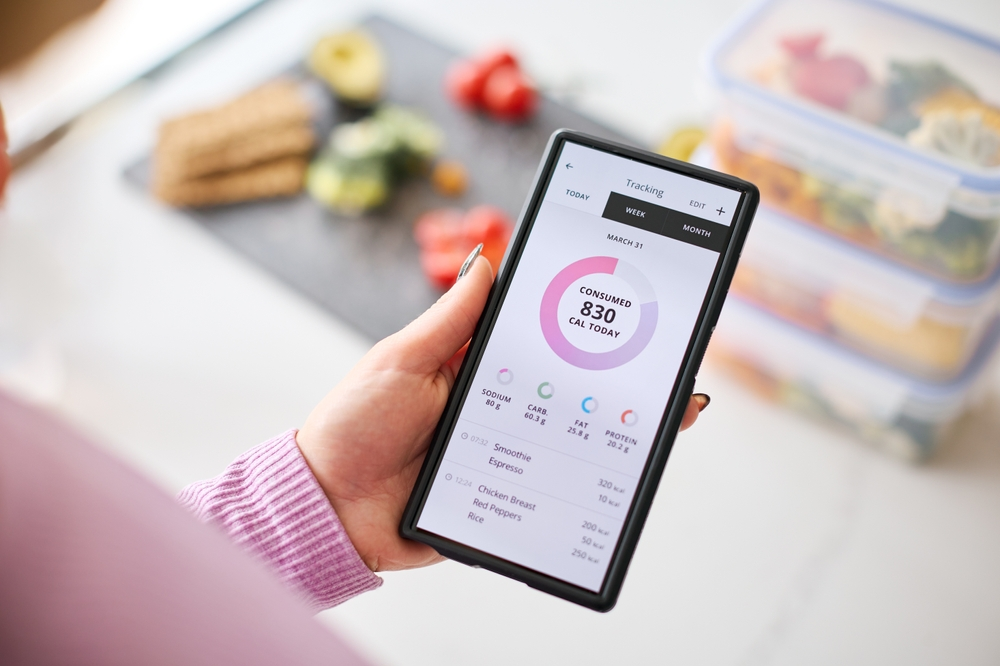 ←
Tracking
EDIT +
TODAY WEEK MONTH
MARCH 31
CONSUMED
830
CAL TODAY
SODIUM
80 g
CARB.
60.3 g
FAT
25.8 g
PROTEIN
20.2 g
07:32 Smoothie 320 kcal
Espresso 10 kcal
12:24 Chicken Breast 200 kcal
Red Peppers 50 kcal
Rice 250 kcal